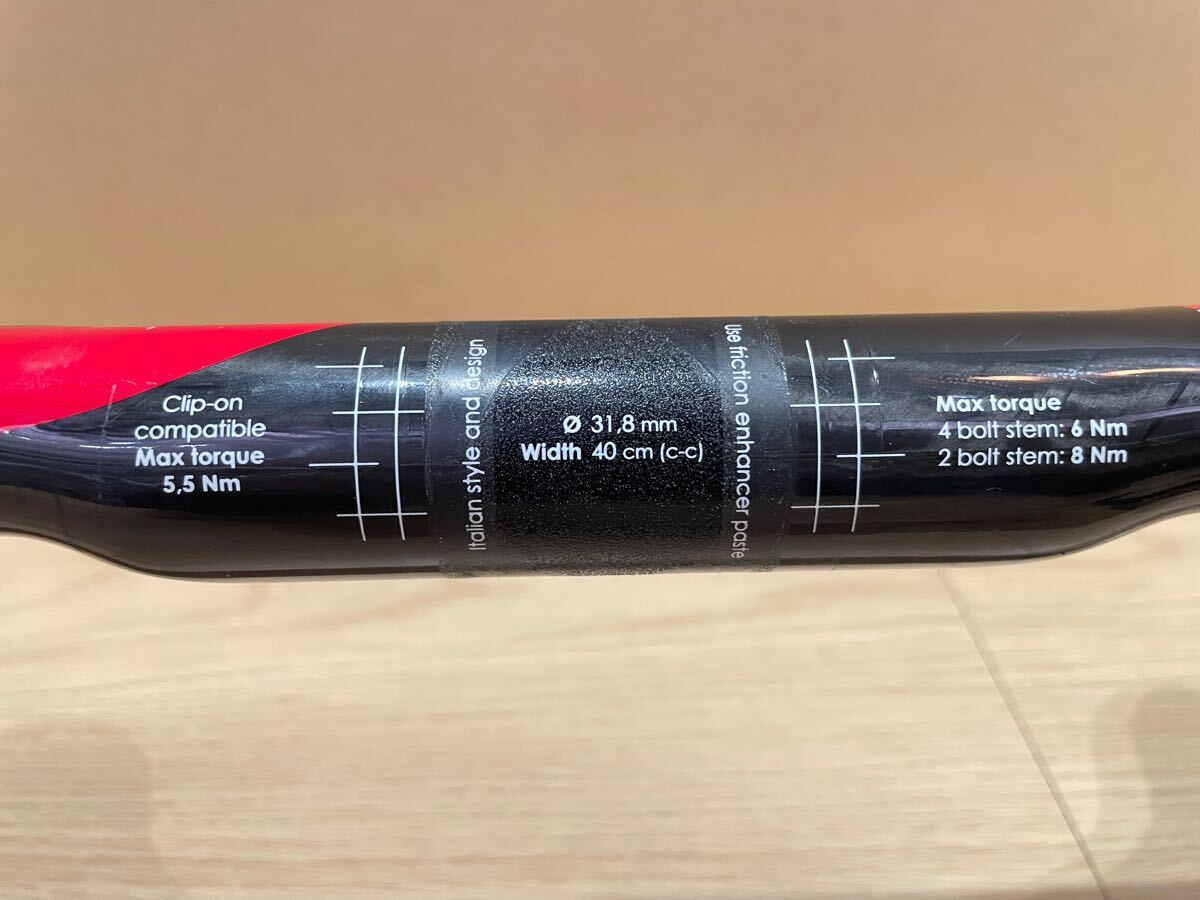 Clip-on
compatible
Max torque
5,5 Nm
Italian style and design
Ø 31,8 mm
Width 40 cm (c-c)
Use friction enhancer paste
Max torque
4 bolt stem: 6 Nm
2 bolt stem: 8 Nm